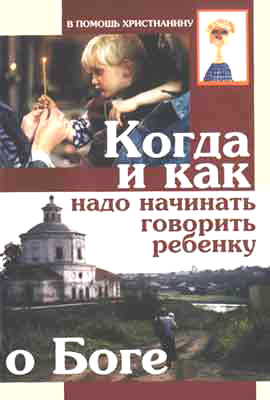 В ПОМОЩЬ ХРИСТИАНИНУ
Когда
и как
надо начинать
говорить
ребенку
о Боге